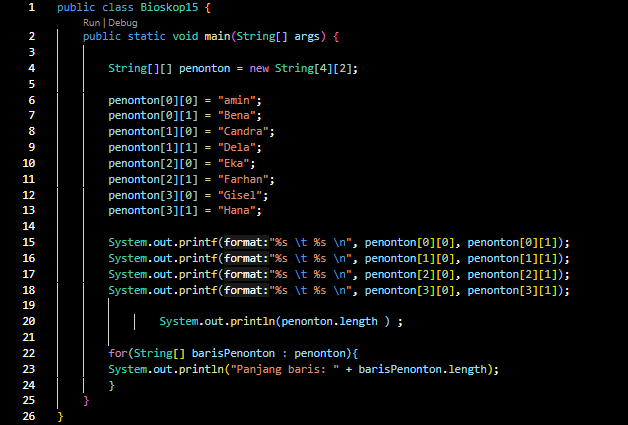 1 public class Bioskop15 {
Run | Debug
2 public static void main(String[] args) {
3
4 String[][] penonton = new String[4][2];
5
6 penonton[0][0] = "amin";
7 penonton[0][1] = "Bena";
8 penonton[1][0] = "Candra";
9 penonton[1][1] = "Dela";
10 penonton[2][0] = "Eka";
11 penonton[2][1] = "Farhan";
12 penonton[3][0] = "Gisel";
13 penonton[3][1] = "Hana";
14
15 System.out.printf(format:"%s \t %s \n", penonton[0][0], penonton[0][1]);
16 System.out.printf(format:"%s \t %s \n", penonton[1][0], penonton[1][1]);
17 System.out.printf(format:"%s \t %s \n", penonton[2][0], penonton[2][1]);
18 System.out.printf(format:"%s \t %s \n", penonton[3][0], penonton[3][1]);
19
20 System.out.println(penonton.length ) ;
21
22 for(String[] barisPenonton : penonton){
23 System.out.println("Panjang baris: " + barisPenonton.length);
24 }
25 }
26 }